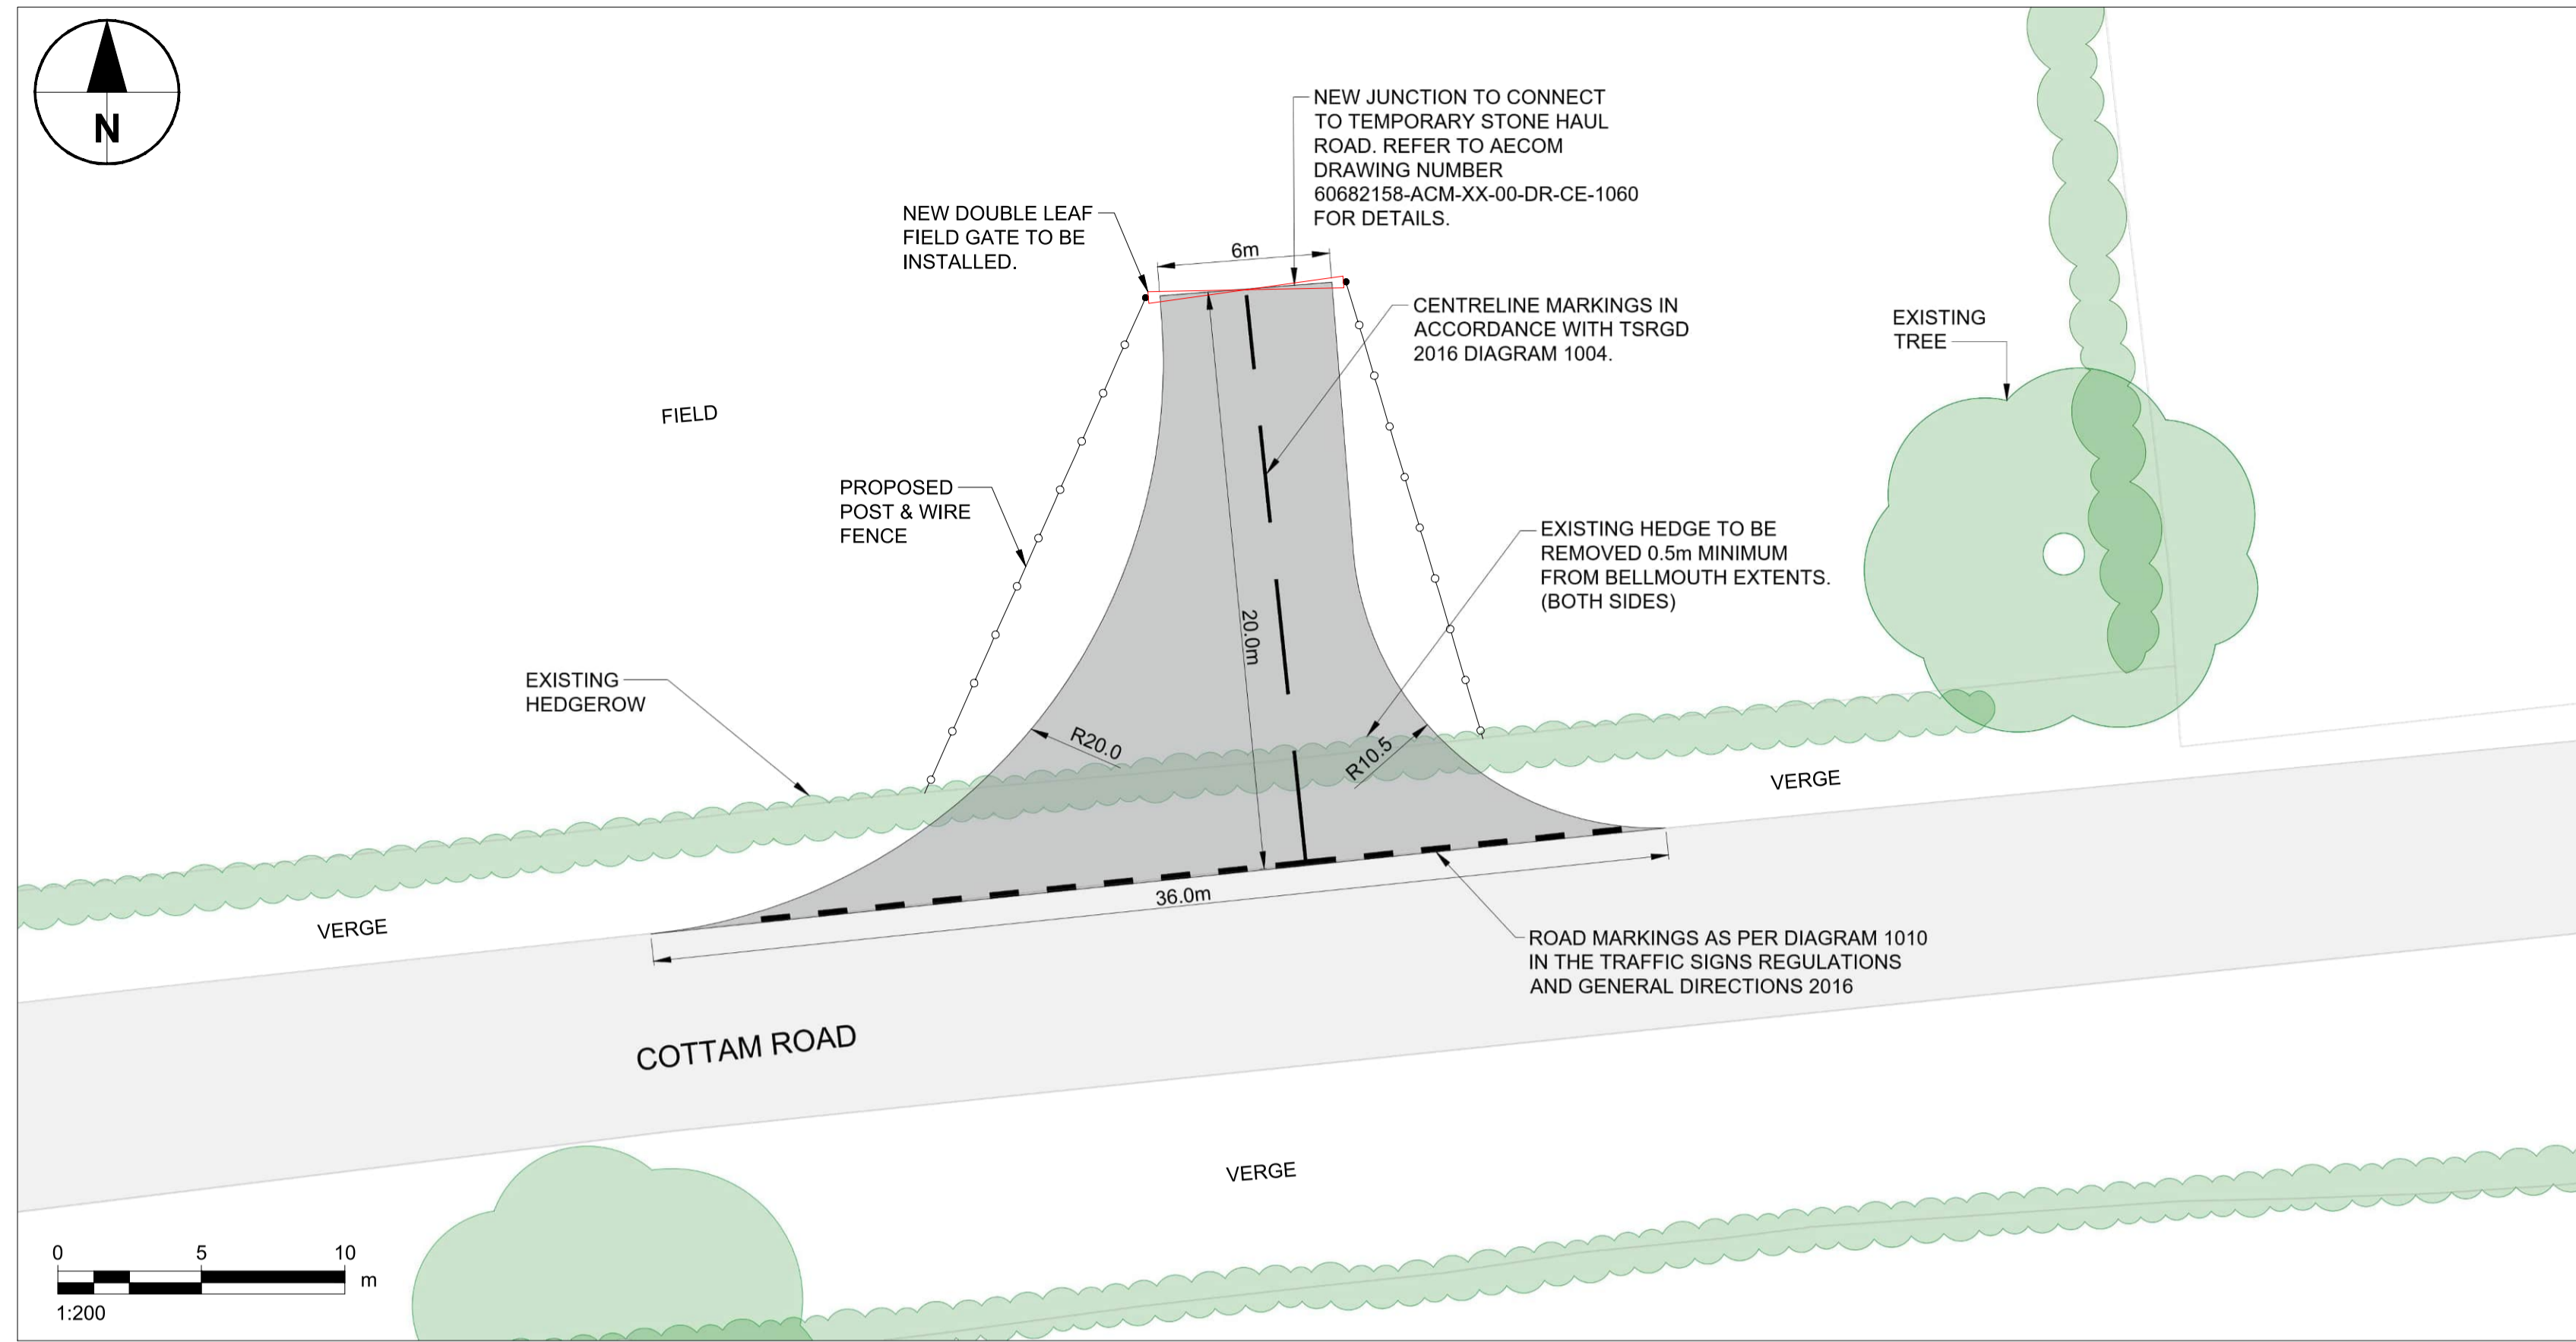 N
NEW JUNCTION TO CONNECT
TO TEMPORARY STONE HAUL
ROAD. REFER TO AECOM
DRAWING NUMBER
60682158-ACM-XX-00-DR-CE-1060
FOR DETAILS.
NEW DOUBLE LEAF
FIELD GATE TO BE
INSTALLED.
6m
CENTRELINE MARKINGS IN
ACCORDANCE WITH TSRGD
2016 DIAGRAM 1004.
EXISTING
TREE
FIELD
PROPOSED
POST & WIRE
FENCE
EXISTING HEDGE TO BE
REMOVED 0.5m MINIMUM
FROM BELLMOUTH EXTENTS.
(BOTH SIDES)
20.0m
EXISTING
HEDGEROW
R20.0
R10.5
VERGE
36.0m
VERGE
ROAD MARKINGS AS PER DIAGRAM 1010
IN THE TRAFFIC SIGNS REGULATIONS
AND GENERAL DIRECTIONS 2016
COTTAM ROAD
VERGE
0 5 10
m
1:200